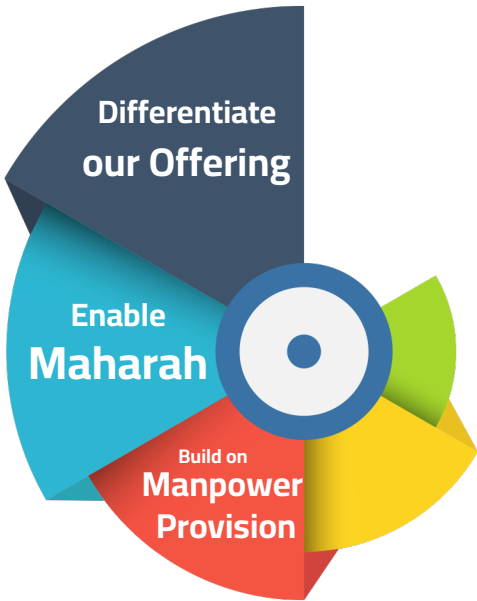 Differentiate
our Offering
Enable
Maharah
Build on
Manpower
Provision